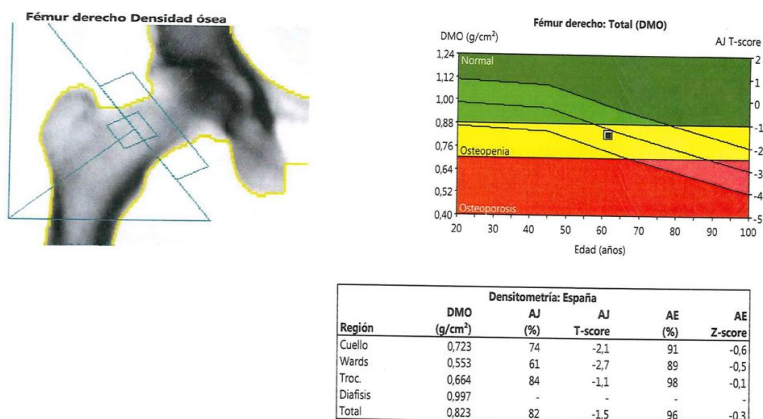 Fémur derecho Densidad ósea
Fémur derecho: Total (DMO)
DMO (g/cm²)
AJ T-score
1,24
1,12
1,00
0,88
0,76
0,64
0,52
0,40
Normal
Osteopenia
Osteoporosis
2
1
0
-1
-2
-3
-4
-5
20 30 40 50 60 70 80 90 100
Edad (años)
Densitometría: España
DMO AJ AJ AE AE
Región (g/cm²) (%) T-score (%) Z-score
Cuello 0,723 74 -2,1 91 -0,6
Wards 0,553 61 -2,7 89 -0,5
Troc. 0,664 84 -1,1 98 -0,1
Diafisis 0,997 - - - -
Total 0,823 82 -1,5 96 -0,3